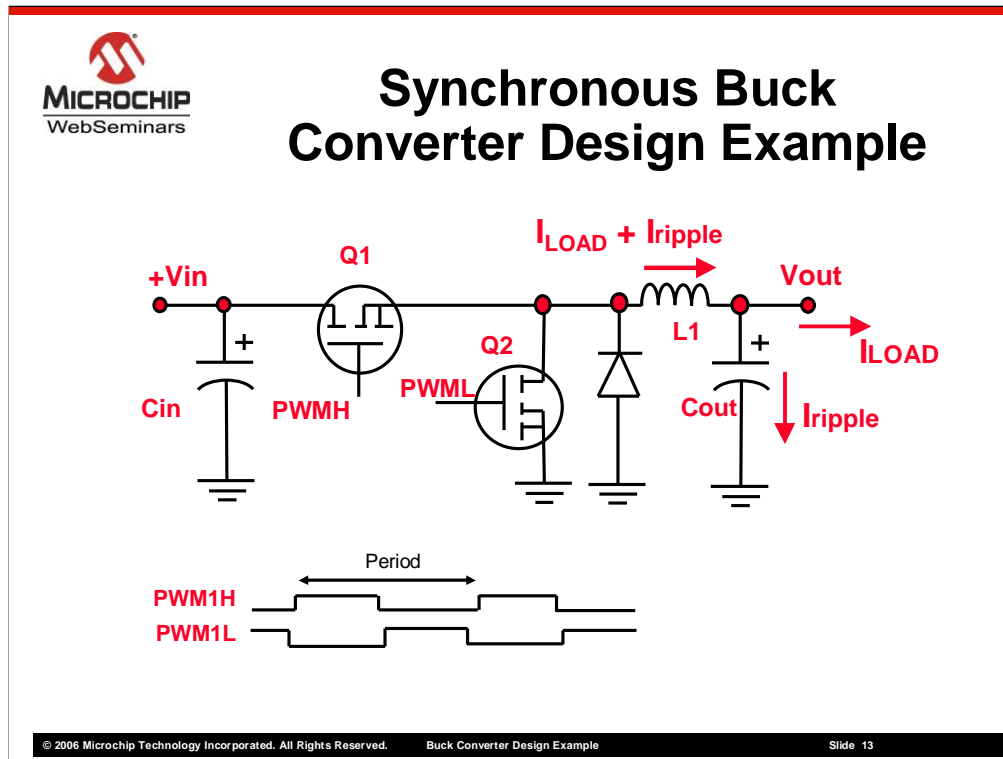 MICROCHIP
WebSeminars
Synchronous Buck
Converter Design Example
ILOAD + Iripple
Q1
+Vin
Vout
+
Q2
L1
+
ILOAD
PWML
Cin
PWMH
Cout
Iripple
Period
PWM1H
PWM1L
© 2006 Microchip Technology Incorporated. All Rights Reserved. Buck Converter Design Example Slide 13